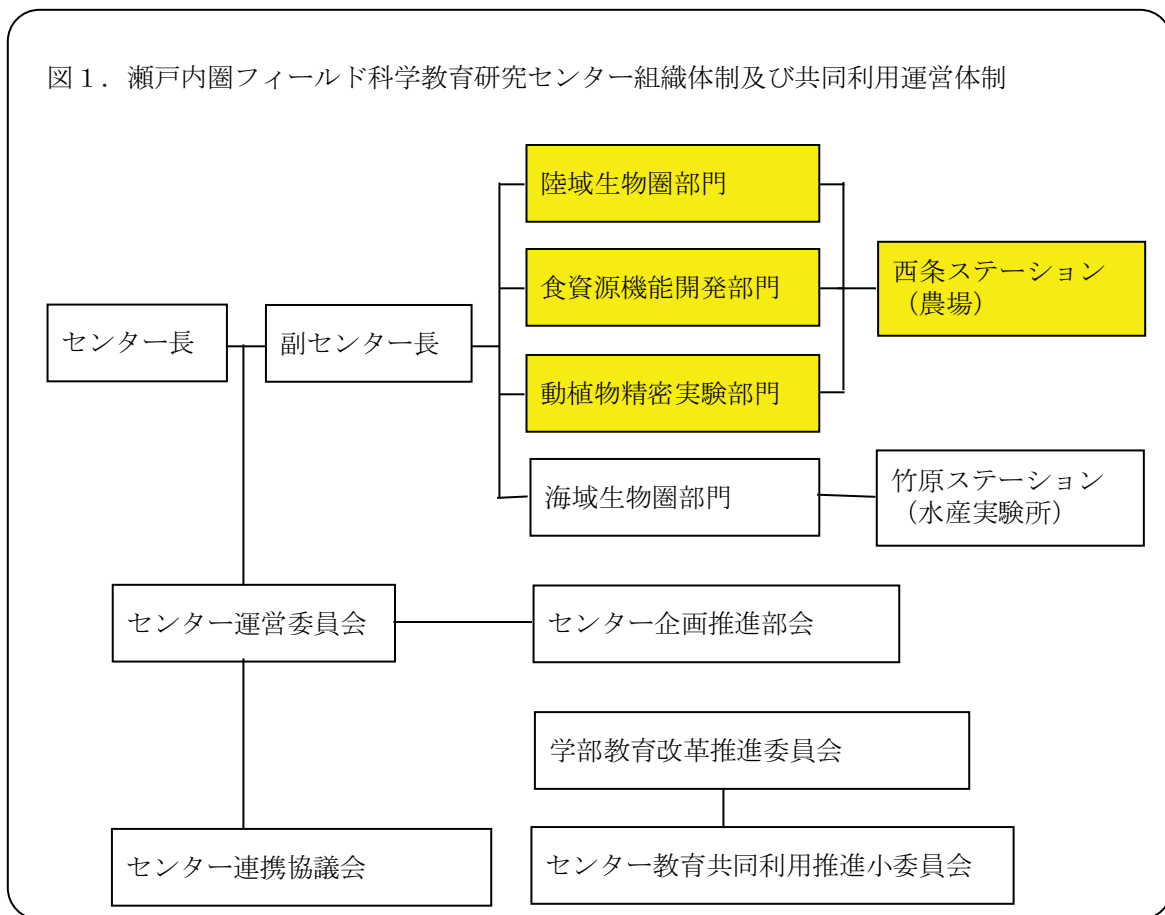 図１．瀬戸内圏フィールド科学教育研究センター組織体制及び共同利用運営体制
陸域生物圏部門
食資源機能開発部門
西条ステーション
（農場）
センター長
副センター長
動植物精密実験部門
海域生物圏部門
竹原ステーション
（水産実験所）
センター運営委員会
センター企画推進部会
学部教育改革推進委員会
センター連携協議会
センター教育共同利用推進小委員会